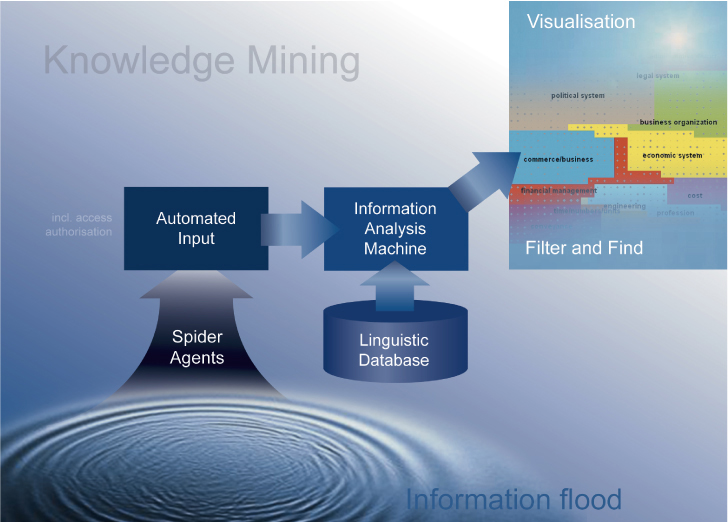 Visualisation
Knowledge Mining
legal system
political system
business organization
commerce/business
economic system
financial management
cost
engineering
profession
Filter and Find
incl. access
authorisation
Automated
Input
Information
Analysis
Machine
Spider
Agents
Linguistic
Database
Information flood